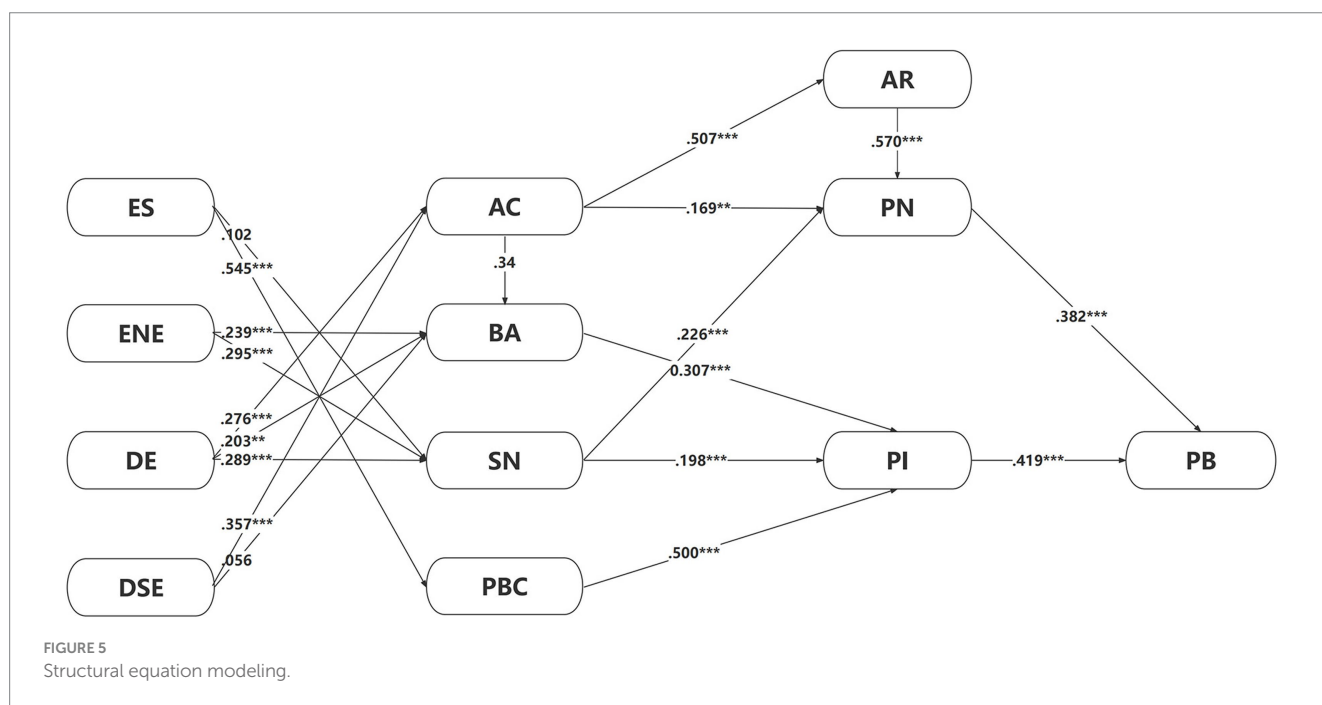 AR
.507***
.570***
ES
AC
.169**
PN
.102
.545***
.34
ENE
.239***
BA
.295***
.226***
.382***
0.307***
.276***
.203**
DE
.289***
SN
.198***
PI
.419***
PB
.357***
.056
.500***
DSE
PBC
FIGURE 5
Structural equation modeling.